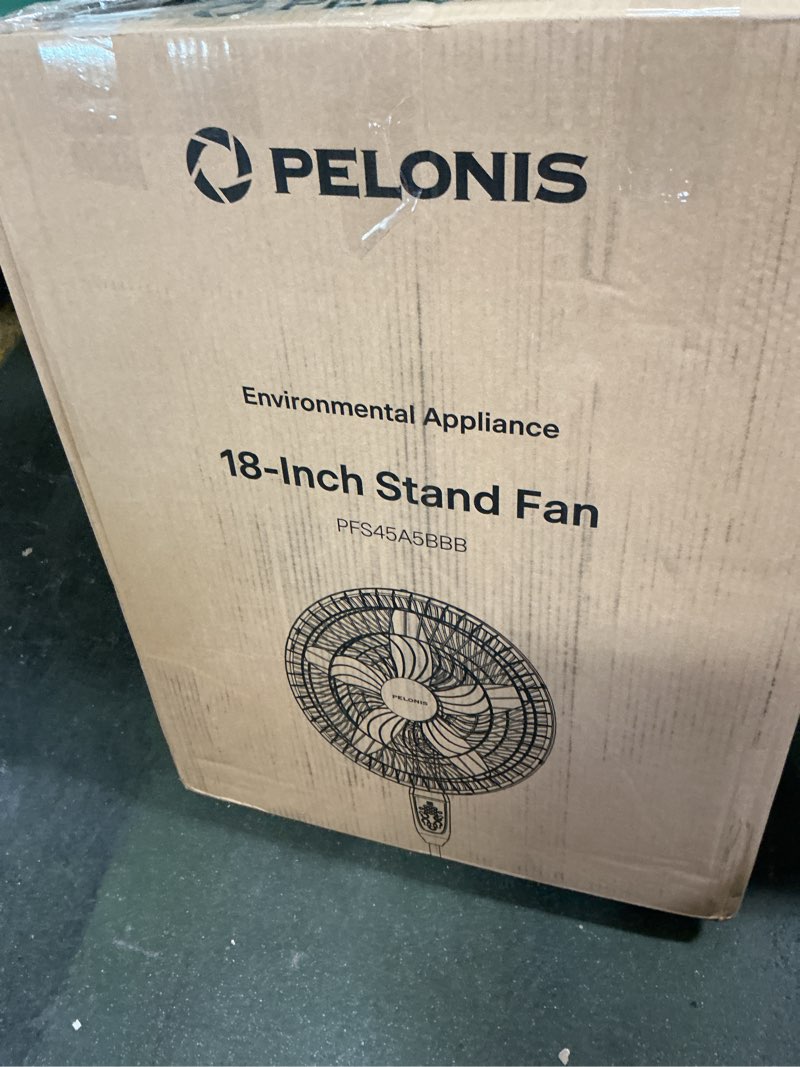 PELONIS
Environmental Appliance
18-Inch Stand Fan
PFS45A5BBB
PELONIS